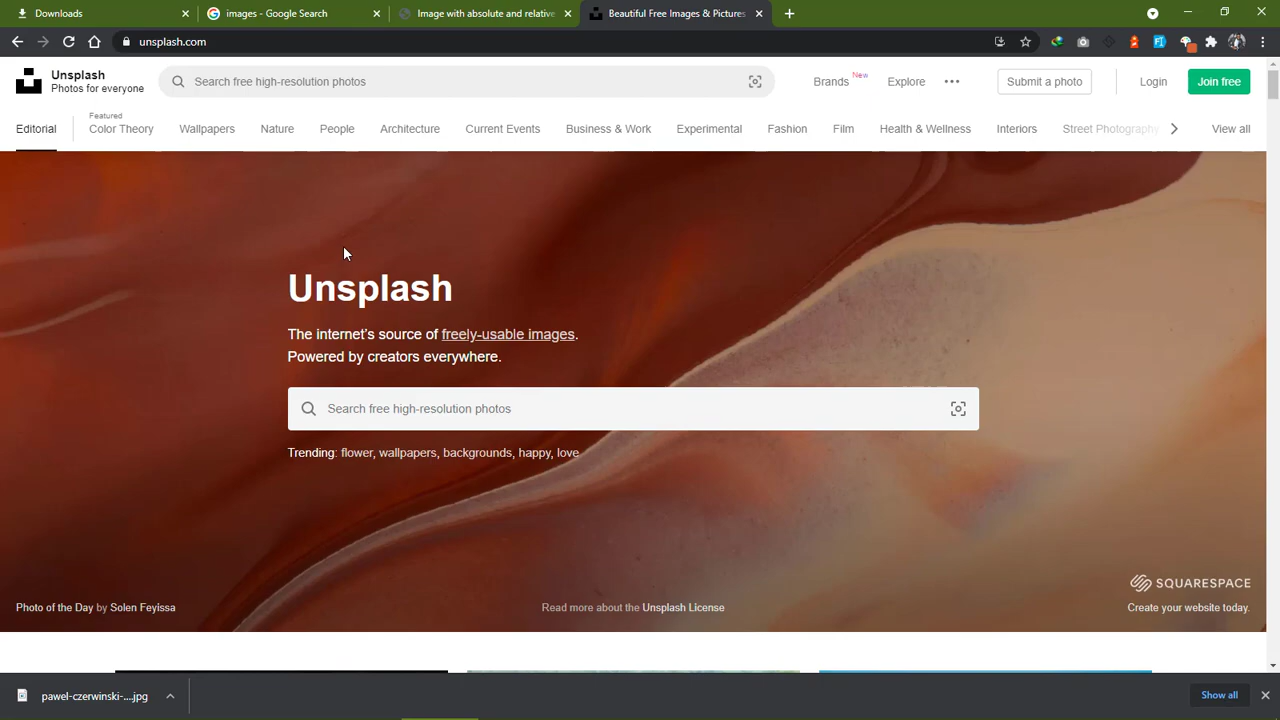 Downloads
images - Google Search
Image with absolute and relative
Beautiful Free Images & Pictures
unsplash.com
Unsplash
Photos for everyone
Search free high-resolution photos
Brands New
Explore
Submit a photo
Login
Join free
Editorial
Featured
Color Theory
Wallpapers
Nature
People
Architecture
Current Events
Business & Work
Experimental
Fashion
Film
Health & Wellness
Interiors
Street Photography
View all
Unsplash
The internet's source of freely-usable images.
Powered by creators everywhere.
Search free high-resolution photos
Trending: flower, wallpapers, backgrounds, happy, love
SQUARESPACE
Photo of the Day by Solen Feyissa
Read more about the Unsplash License
Create your website today.
pawel-czerwinski-....jpg
Show all